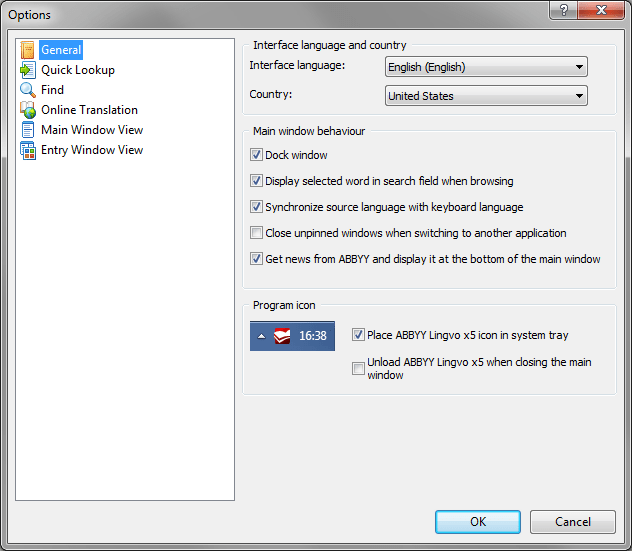 Options
General
Quick Lookup
Find
Online Translation
Main Window View
Entry Window View
Interface language and country
Interface language:
English (English)
Country:
United States
Main window behaviour
Dock window
Display selected word in search field when browsing
Synchronize source language with keyboard language
Close unpinned windows when switching to another application
Get news from ABBYY and display it at the bottom of the main window
Program icon
16:38
Place ABBYY Lingvo x5 icon in system tray
Unload ABBYY Lingvo x5 when closing the main
window
OK
Cancel